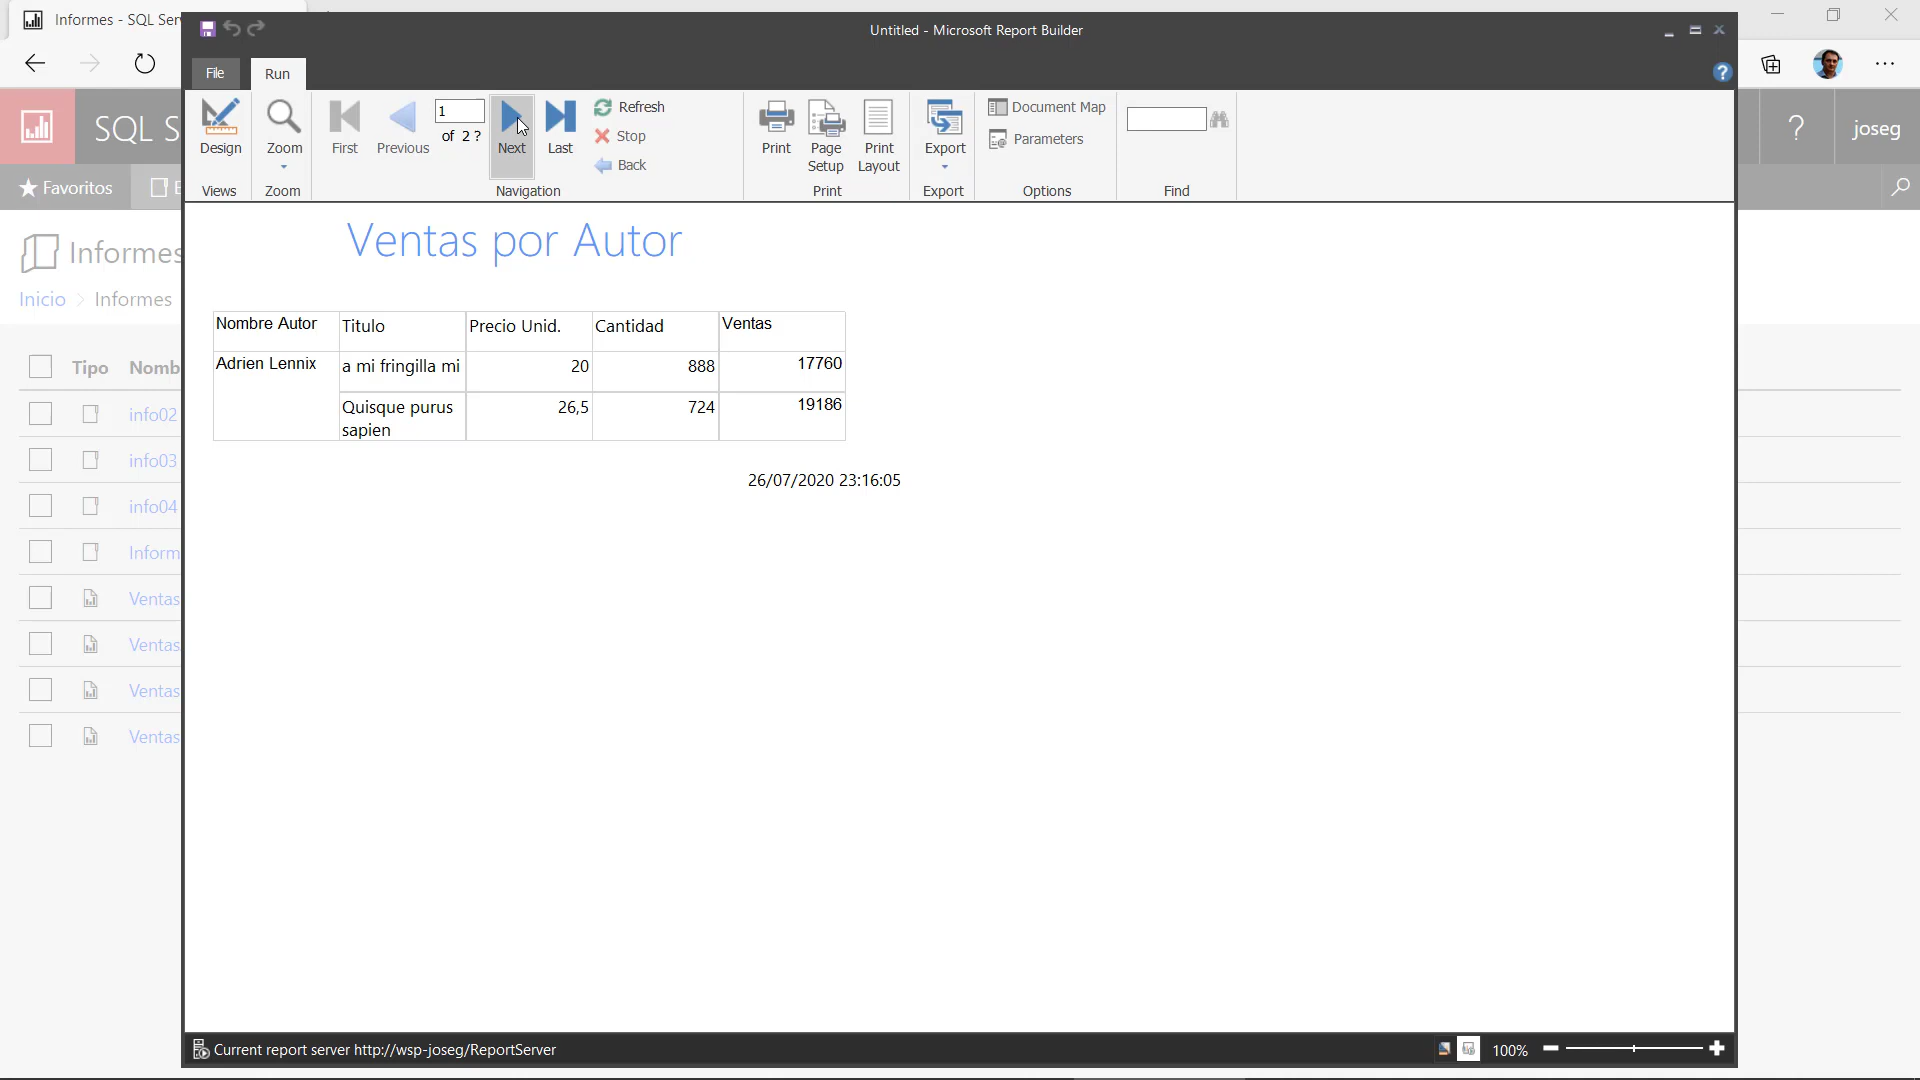 Informes - SQL Serv
Untitled - Microsoft Report Builder
File
Run
Design
Views
Zoom
Zoom
First
Previous
1
of 2 ?
Next
Last
Refresh
Stop
Back
Navigation
Print
Page
Setup
Print
Layout
Print
Export
Export
Document Map
Parameters
Options
Find
SQL S
?
joseg
Favoritos
E
Informes
Inicio > Informes
Tipo
Nomb
info02
info03
info04
Inform
Ventas
Ventas
Ventas
Ventas
Ventas por Autor
Nombre Autor Titulo Precio Unid. Cantidad Ventas
Adrien Lennix a mi fringilla mi 20 888 17760
Quisque purus 26,5 724 19186
sapien
26/07/2020 23:16:05
Current report server http://wsp-joseg/ReportServer
100%